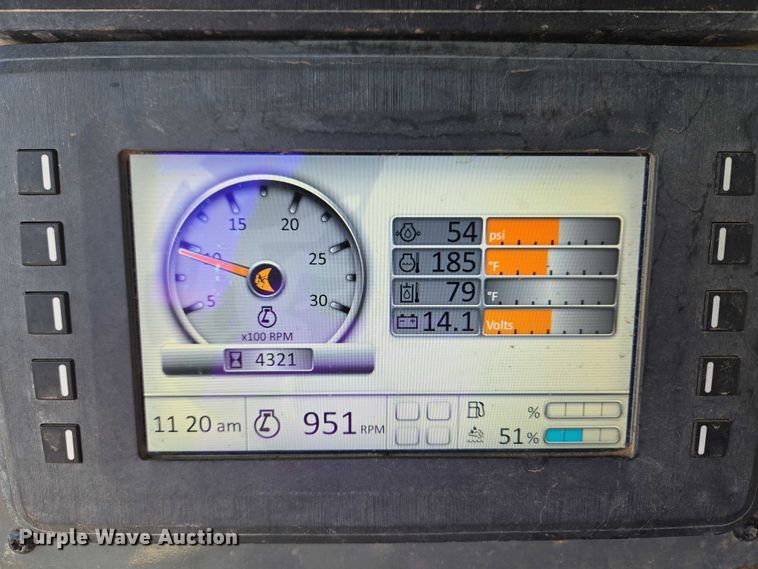 15
20
10
25
5
30
x100 RPM
4321
54 psi
185 °F
79 °F
14.1 Volts
11 20 am
951 RPM
%
51%
Purple Wave Auction